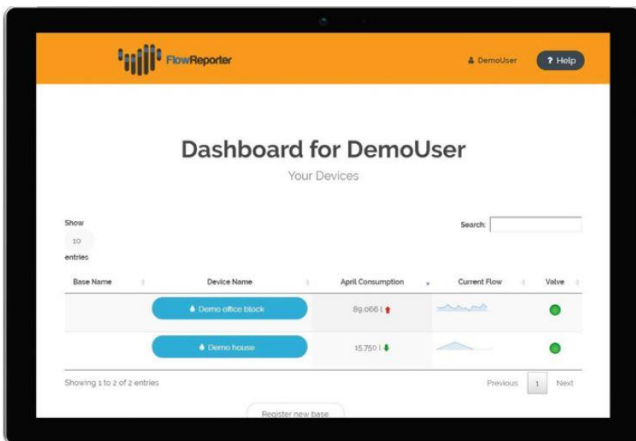 FlowReporter
DemoUser
? Help
Dashboard for DemoUser
Your Devices
Show
10
entries
Search:
Base Name Device Name April Consumption Current Flow Valve
Demo office block 89.066 l
Demo house 15.750 l
Showing 1 to 2 of 2 entries
Previous 1 Next
Register new base